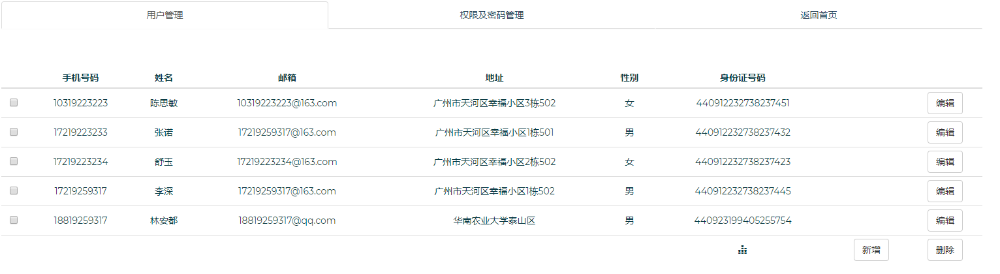 用户管理 权限及密码管理 返回首页
手机号码 姓名 邮箱 地址 性别 身份证号码
10319223223 陈思敏 10319223223@163.com 广州市天河区幸福小区3栋502 女 440912232738237451 编辑
17219223233 张诺 17219259317@163.com 广州市天河区幸福小区1栋501 男 440912232738237432 编辑
17219223234 舒玉 17219223234@163.com 广州市天河区幸福小区2栋502 女 440912232738237423 编辑
17219259317 李深 17219259317@163.com 广州市天河区幸福小区1栋502 男 440912232738237445 编辑
18819259317 林安都 18819259317@qq.com 华南农业大学泰山区 男 440923199405255754 编辑
新增 删除